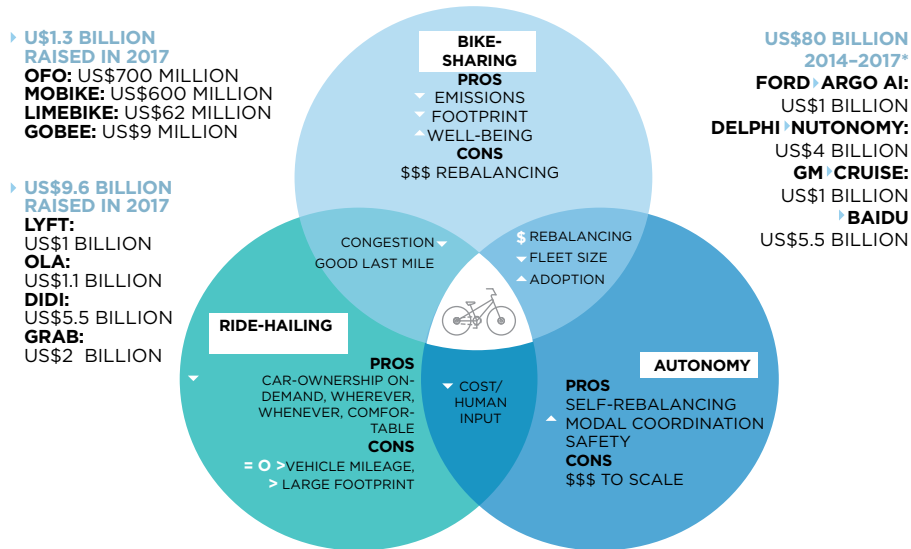 U$1.3 BILLION
RAISED IN 2017
OFO: US$700 MILLION
MOBIKE: US$600 MILLION
LIMEBIKE: US$62 MILLION
GOBEE: US$9 MILLION
US$9.6 BILLION
RAISED IN 2017
LYFT:
US$1 BILLION
OLA:
US$1.1 BILLION
DIDI:
US$5.5 BILLION
GRAB:
US$2 BILLION
BIKE-
SHARING
PROS
EMISSIONS
FOOTPRINT
WELL-BEING
CONS
$$$ REBALANCING
US$80 BILLION
2014–2017*
FORD ARGO AI:
US$1 BILLION
DELPHI NUTONOMY:
US$4 BILLION
GM CRUISE:
US$1 BILLION
BAIDU
US$5.5 BILLION
CONGESTION
GOOD LAST MILE
$ REBALANCING
FLEET SIZE
ADOPTION
RIDE-HAILING
PROS
CAR-OWNERSHIP ON-
DEMAND, WHEREVER,
WHENEVER, COMFOR-
TABLE
CONS
= O >VEHICLE MILEAGE,
> LARGE FOOTPRINT
COST/
HUMAN
INPUT
AUTONOMY
PROS
SELF-REBALANCING
MODAL COORDINATION
SAFETY
CONS
$$$ TO SCALE